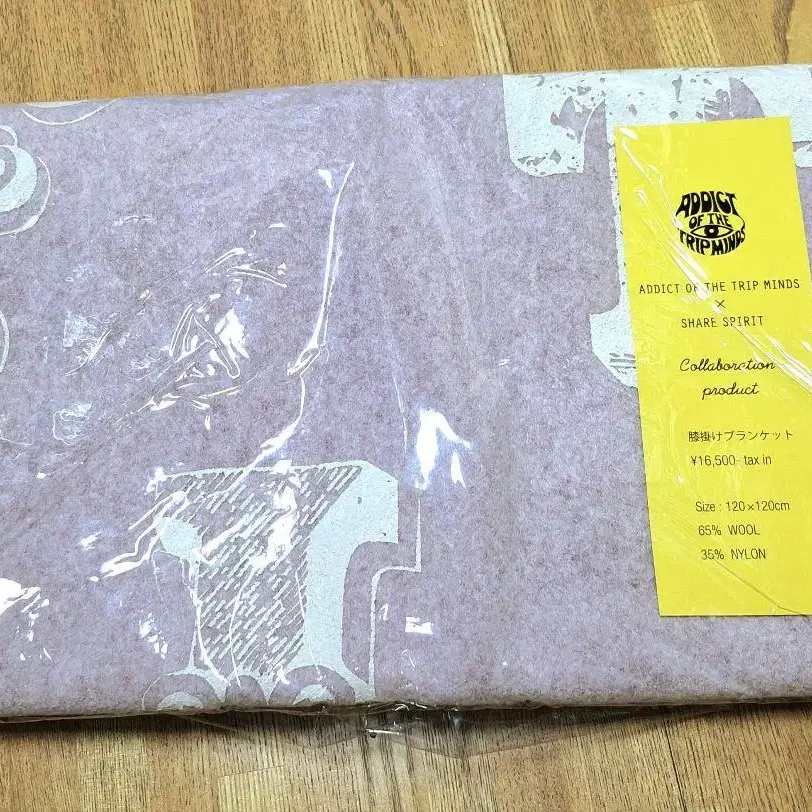 ADDICT
OF THE
TRIP MINDS
ADDICT OF THE TRIP MINDS
×
SHARE SPIRIT
Collaboration
product
膝掛けブランケット
¥16,500- tax in
Size : 120×120cm
65% WOOL
35% NYLON